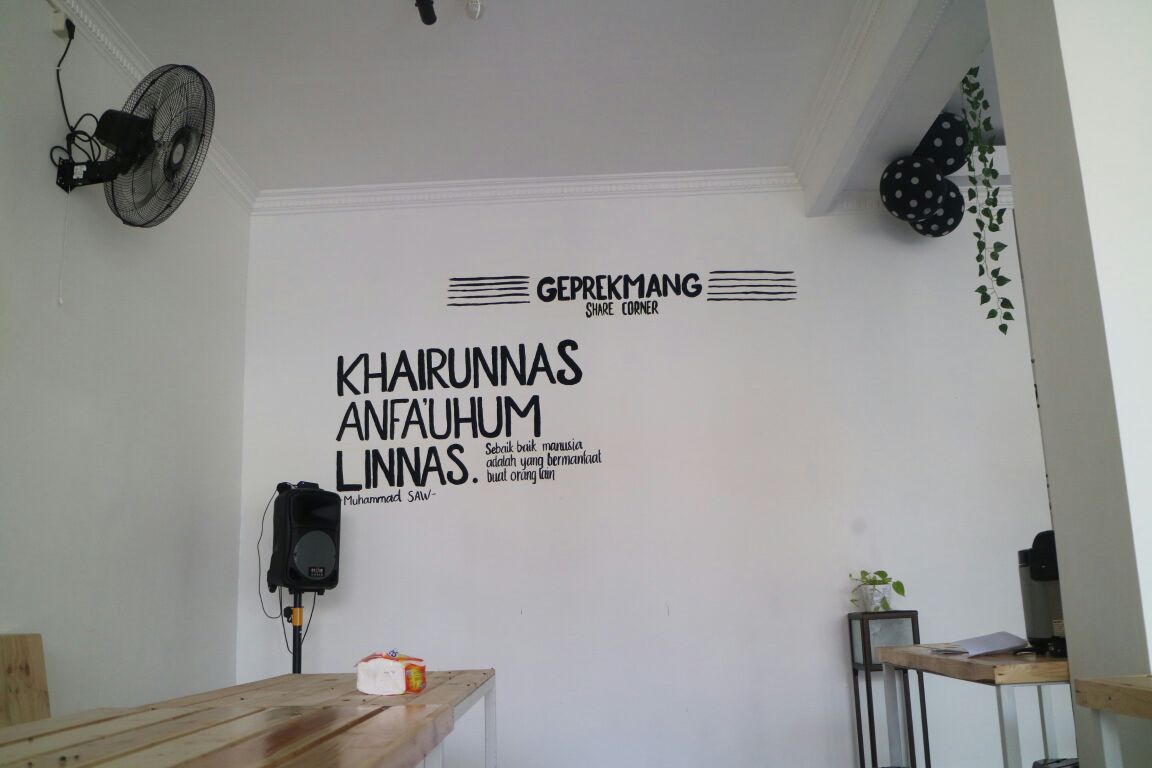 GEPREKMANG
SHARE CORNER
KHAIRUNNAS
ANFA'UHUM
LINNAS.
Sebaik baik manusia
adalah yang bermanfaat
buat orang lain
-Muhammad SAW-